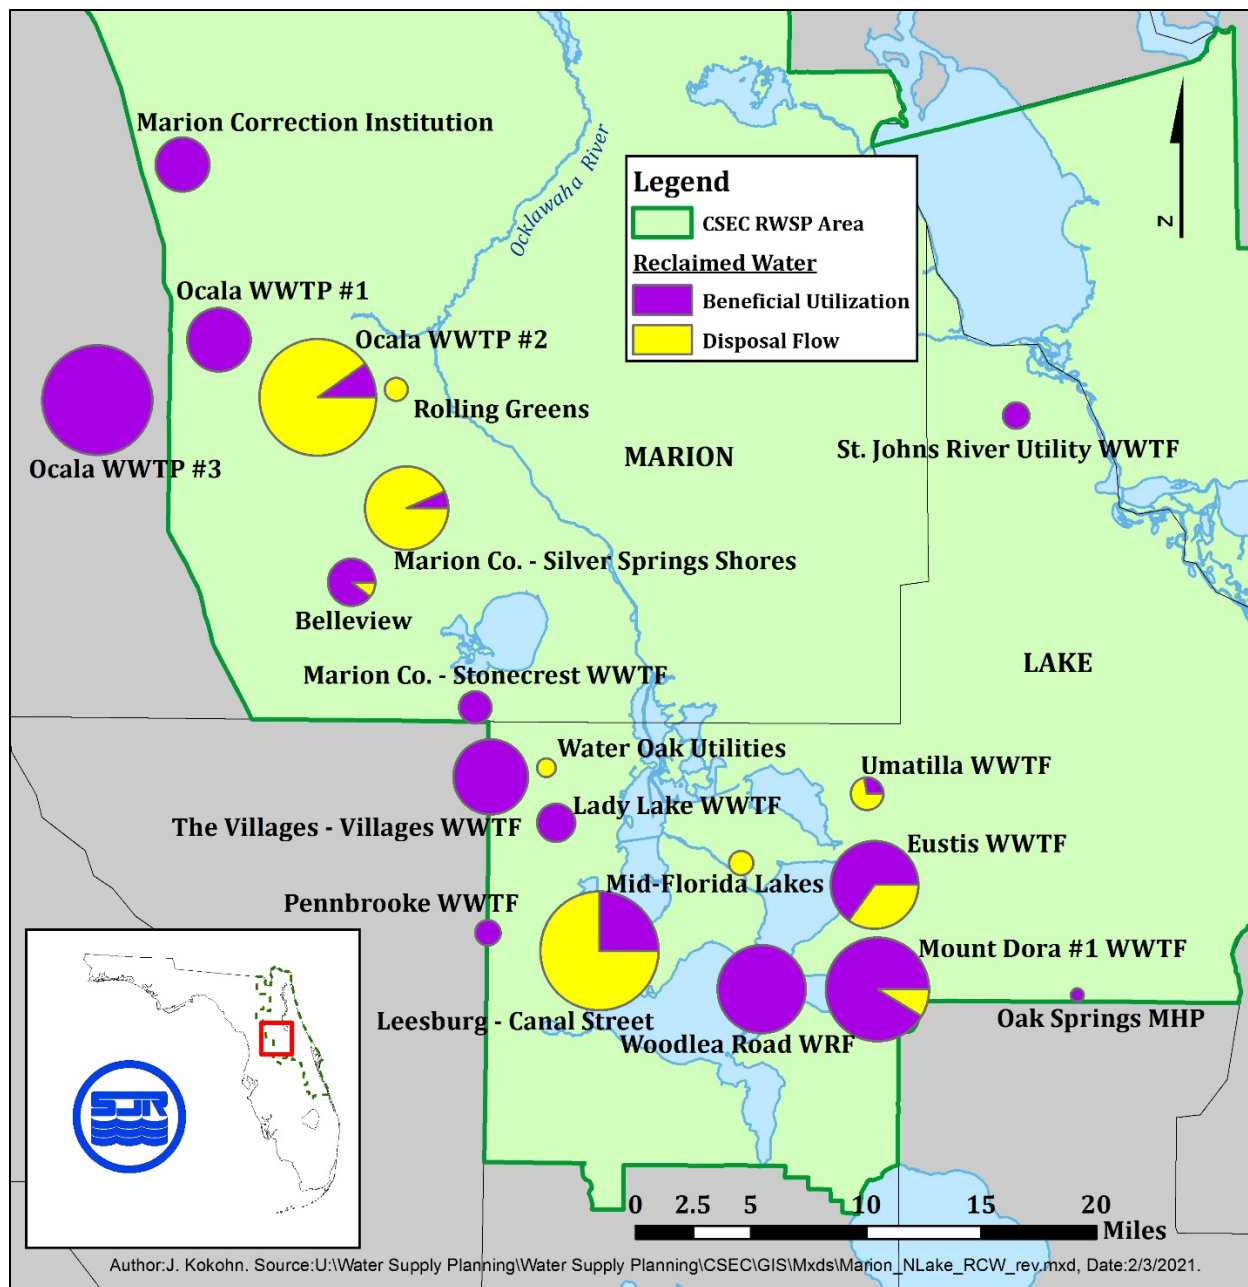 Marion Correction Institution
Ocklawaha River
Legend
CSEC RWSP Area
Reclaimed Water
Beneficial Utilization
Disposal Flow
N
Ocala WWTP #1
Ocala WWTP #2
Rolling Greens
Ocala WWTP #3
MARION
St. Johns River Utility WWTF
Marion Co. - Silver Springs Shores
Belleview
LAKE
Marion Co. - Stonecrest WWTF
Water Oak Utilities
Umatilla WWTF
Lady Lake WWTF
The Villages - Villages WWTF
Eustis WWTF
Mid-Florida Lakes
Pennbrooke WWTF
Mount Dora #1 WWTF
Leesburg - Canal Street
Oak Springs MHP
Woodlea Road WRF
SJR
0 2.5 5 10 15 20
Miles
Author:J. Kokohn. Source:U:\Water Supply Planning\Water Supply Planning\CSEC\GIS\Mxds\Marion_NLake_RCW_rev.mxd, Date:2/3/2021.